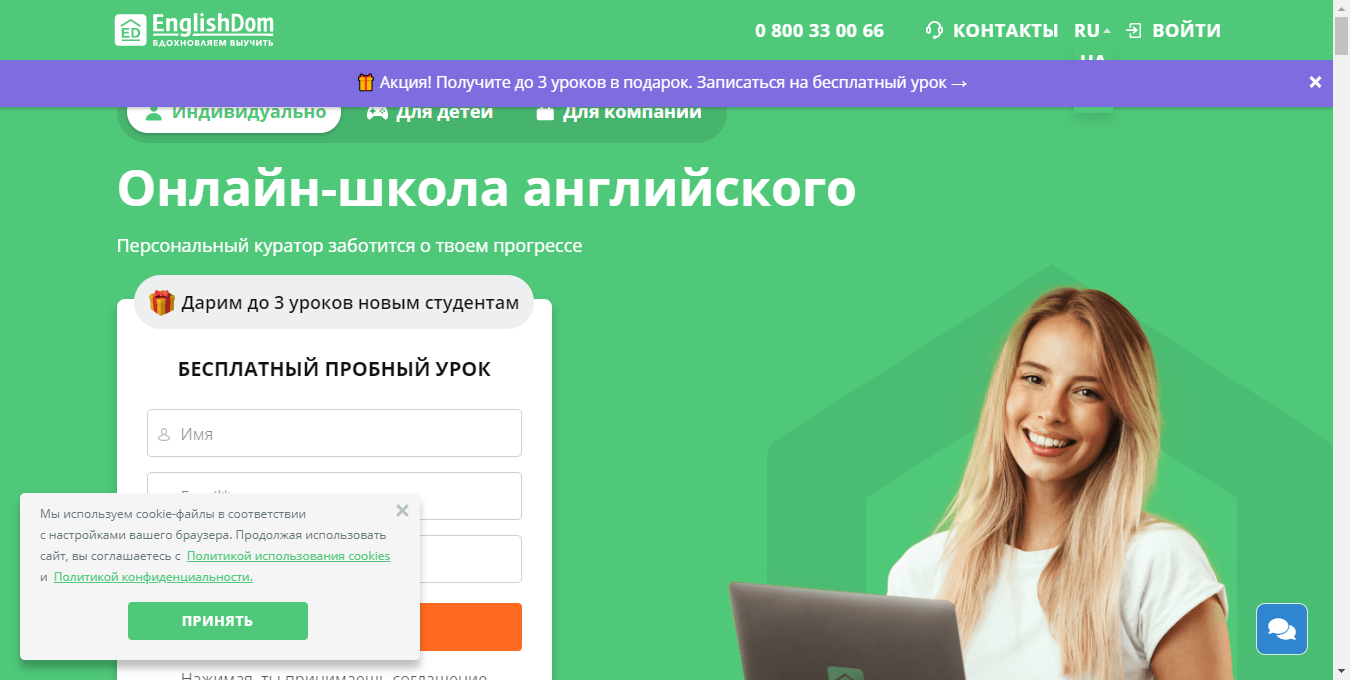 ED EnglishDom
ВДОХНОВЛЯЕМ ВЫУЧИТЬ
0 800 33 00 66
КОНТАКТЫ
RU
ВОЙТИ
UA
Акция! Получите до 3 уроков в подарок. Записаться на бесплатный урок →
Индивидуально
Для детей
Для компании
Онлайн-школа английского
Персональный куратор заботится о твоем прогрессе
Дарим до 3 уроков новым студентам
БЕСПЛАТНЫЙ ПРОБНЫЙ УРОК
Имя
Мы используем cookie-файлы в соответствии
с настройками вашего браузера. Продолжая использовать
сайт, вы соглашаетесь с Политикой использования cookies
и Политикой конфиденциальности.
ПРИНЯТЬ
Нажимая, ты принимаешь соглашение